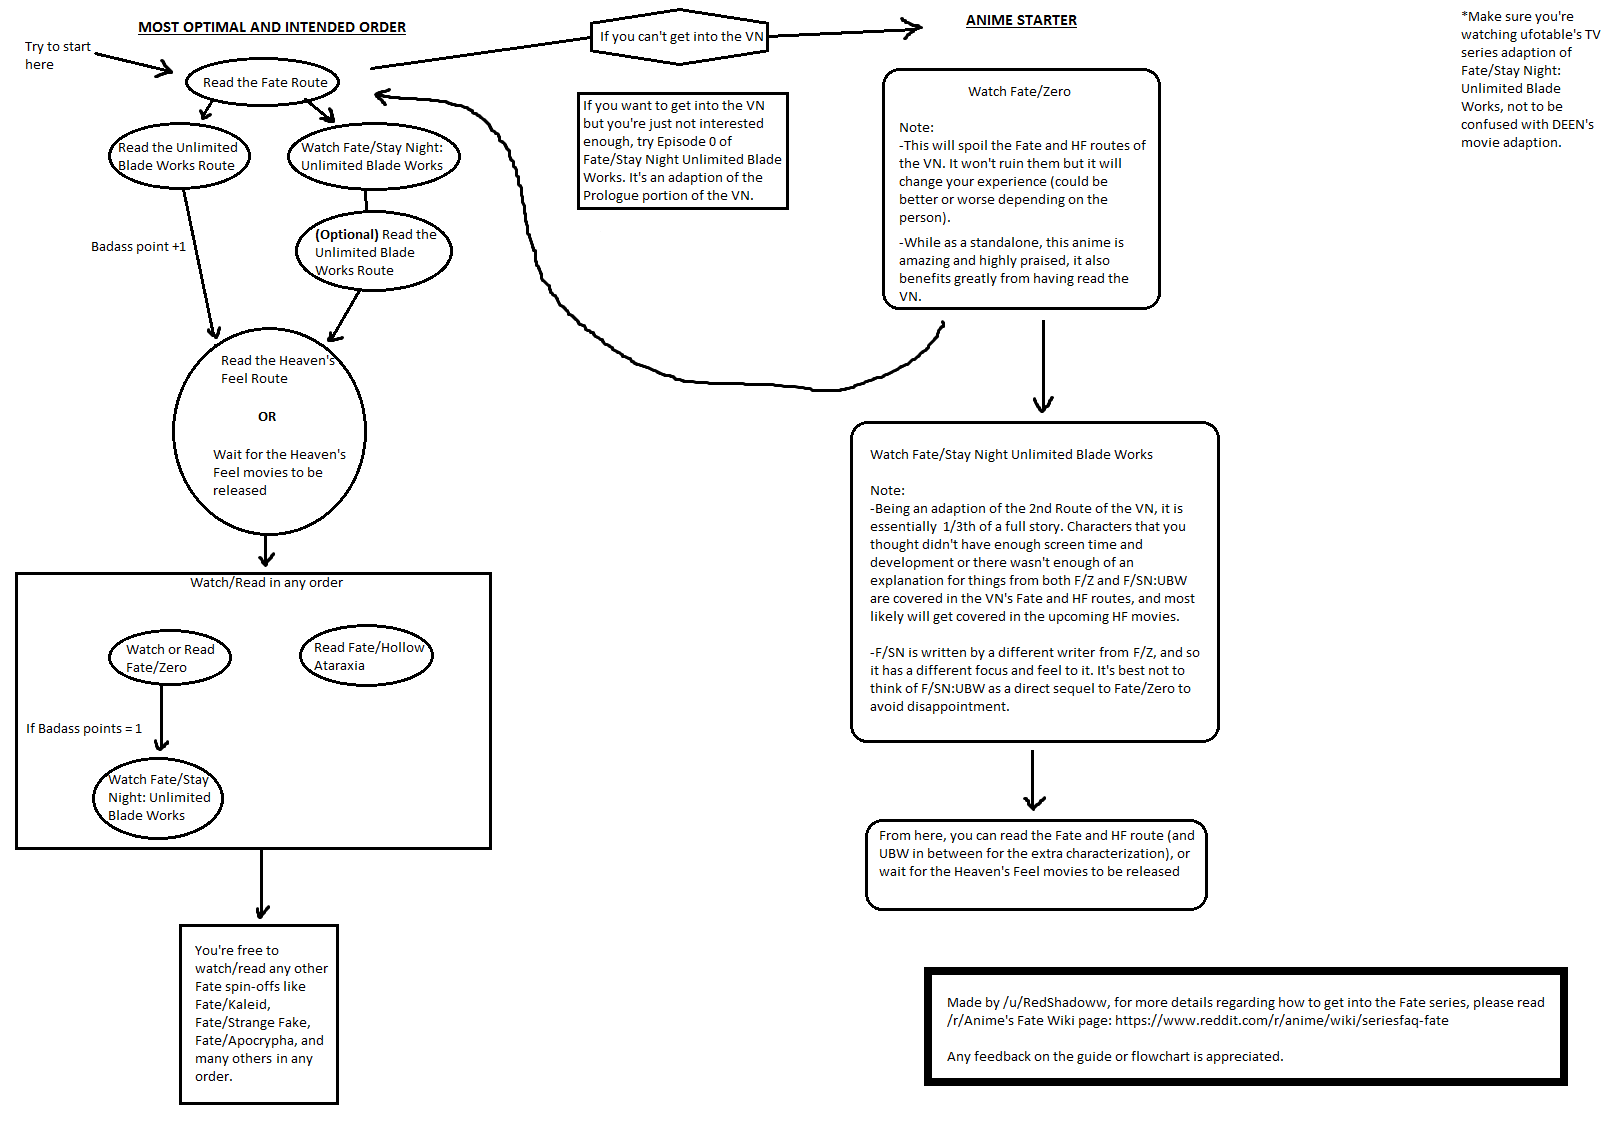 MOST OPTIMAL AND INTENDED ORDER
Try to start
here
Read the Fate Route
Read the Unlimited
Blade Works Route
Watch Fate/Stay Night:
Unlimited Blade Works
Badass point +1
(Optional) Read the
Unlimited Blade
Works Route
Read the Heaven's
Feel Route
OR
Wait for the Heaven's
Feel movies to be
released
Watch/Read in any order
Watch or Read
Fate/Zero
Read Fate/Hollow
Ataraxia
If Badass points = 1
Watch Fate/Stay
Night: Unlimited
Blade Works
You're free to
watch/read any other
Fate spin-offs like
Fate/Kaleid,
Fate/Strange Fake,
Fate/Apocrypha, and
many others in any
order.
If you can't get into the VN
If you want to get into the VN
but you're just not interested
enough, try Episode 0 of
Fate/Stay Night Unlimited Blade
Works. It's an adaption of the
Prologue portion of the VN.
ANIME STARTER
Watch Fate/Zero
Note:
-This will spoil the Fate and HF routes of
the VN. It won't ruin them but it will
change your experience (could be
better or worse depending on the
person).
-While as a standalone, this anime is
amazing and highly praised, it also
benefits greatly from having read the
VN.
Watch Fate/Stay Night Unlimited Blade Works
Note:
-Being an adaption of the 2nd Route of the VN, it is
essentially 1/3th of a full story. Characters that you
thought didn't have enough screen time and
development or there wasn't enough of an
explanation for things from both F/Z and F/SN:UBW
are covered in the VN's Fate and HF routes, and most
likely will get covered in the upcoming HF movies.
-F/SN is written by a different writer from F/Z, and so
it has a different focus and feel to it. It's best not to
think of F/SN:UBW as a direct sequel to Fate/Zero to
avoid disappointment.
From here, you can read the Fate and HF route (and
UBW in between for the extra characterization), or
wait for the Heaven's Feel movies to be released
*Make sure you're
watching ufotable's TV
series adaption of
Fate/Stay Night:
Unlimited Blade
Works, not to be
confused with DEEN's
movie adaption.
Made by /u/RedShadoww, for more details regarding how to get into the Fate series, please read
/r/Anime's Fate Wiki page: https://www.reddit.com/r/anime/wiki/seriesfaq-fate
Any feedback on the guide or flowchart is appreciated.